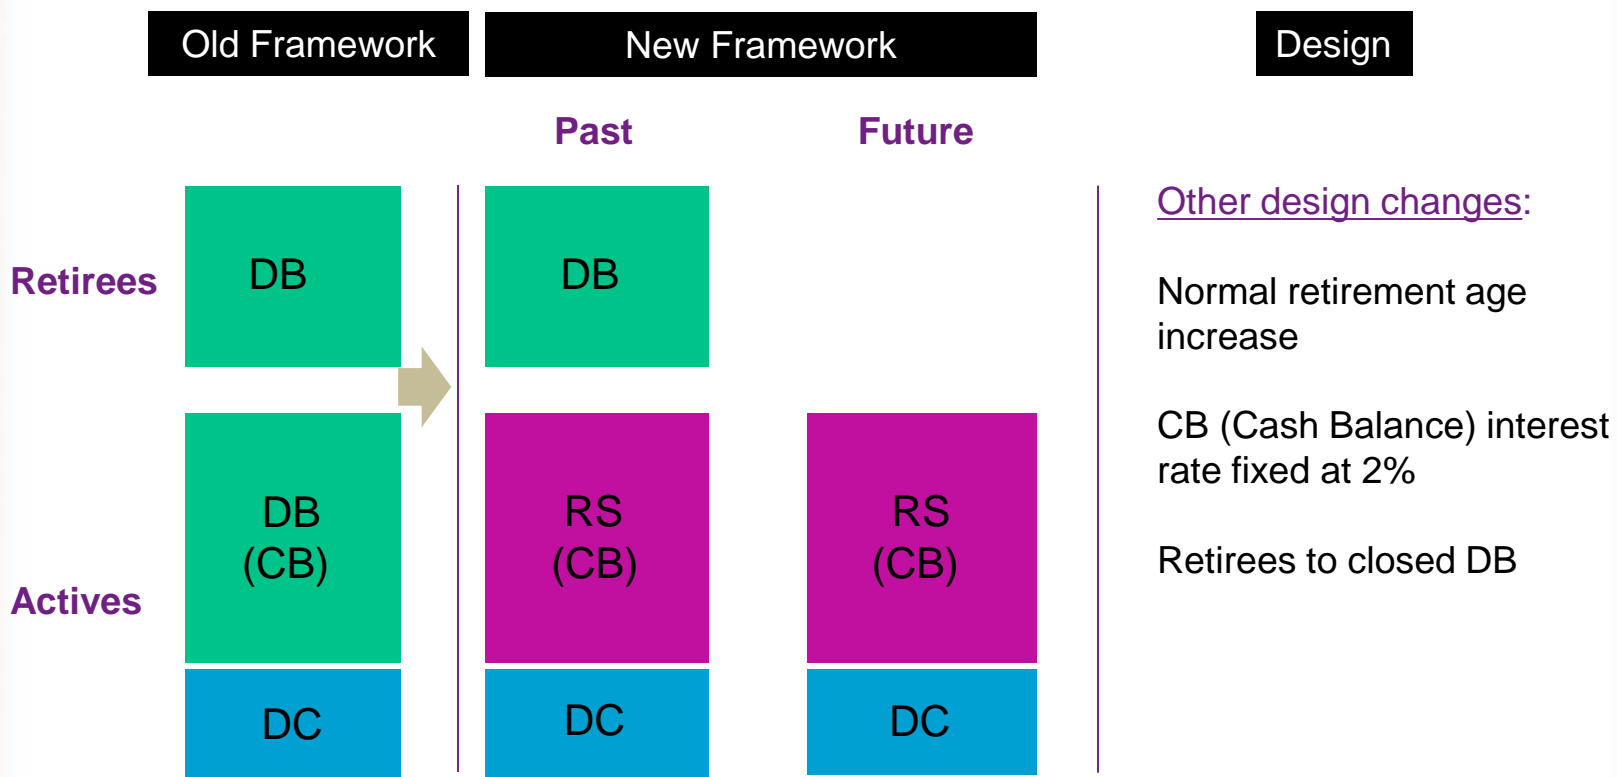 Old Framework
New Framework
Design
Past
Future
Retirees
DB
DB
Actives
DB
(CB)
RS
(CB)
RS
(CB)
DC
DC
DC
Other design changes:
Normal retirement age
increase
CB (Cash Balance) interest
rate fixed at 2%
Retirees to closed DB